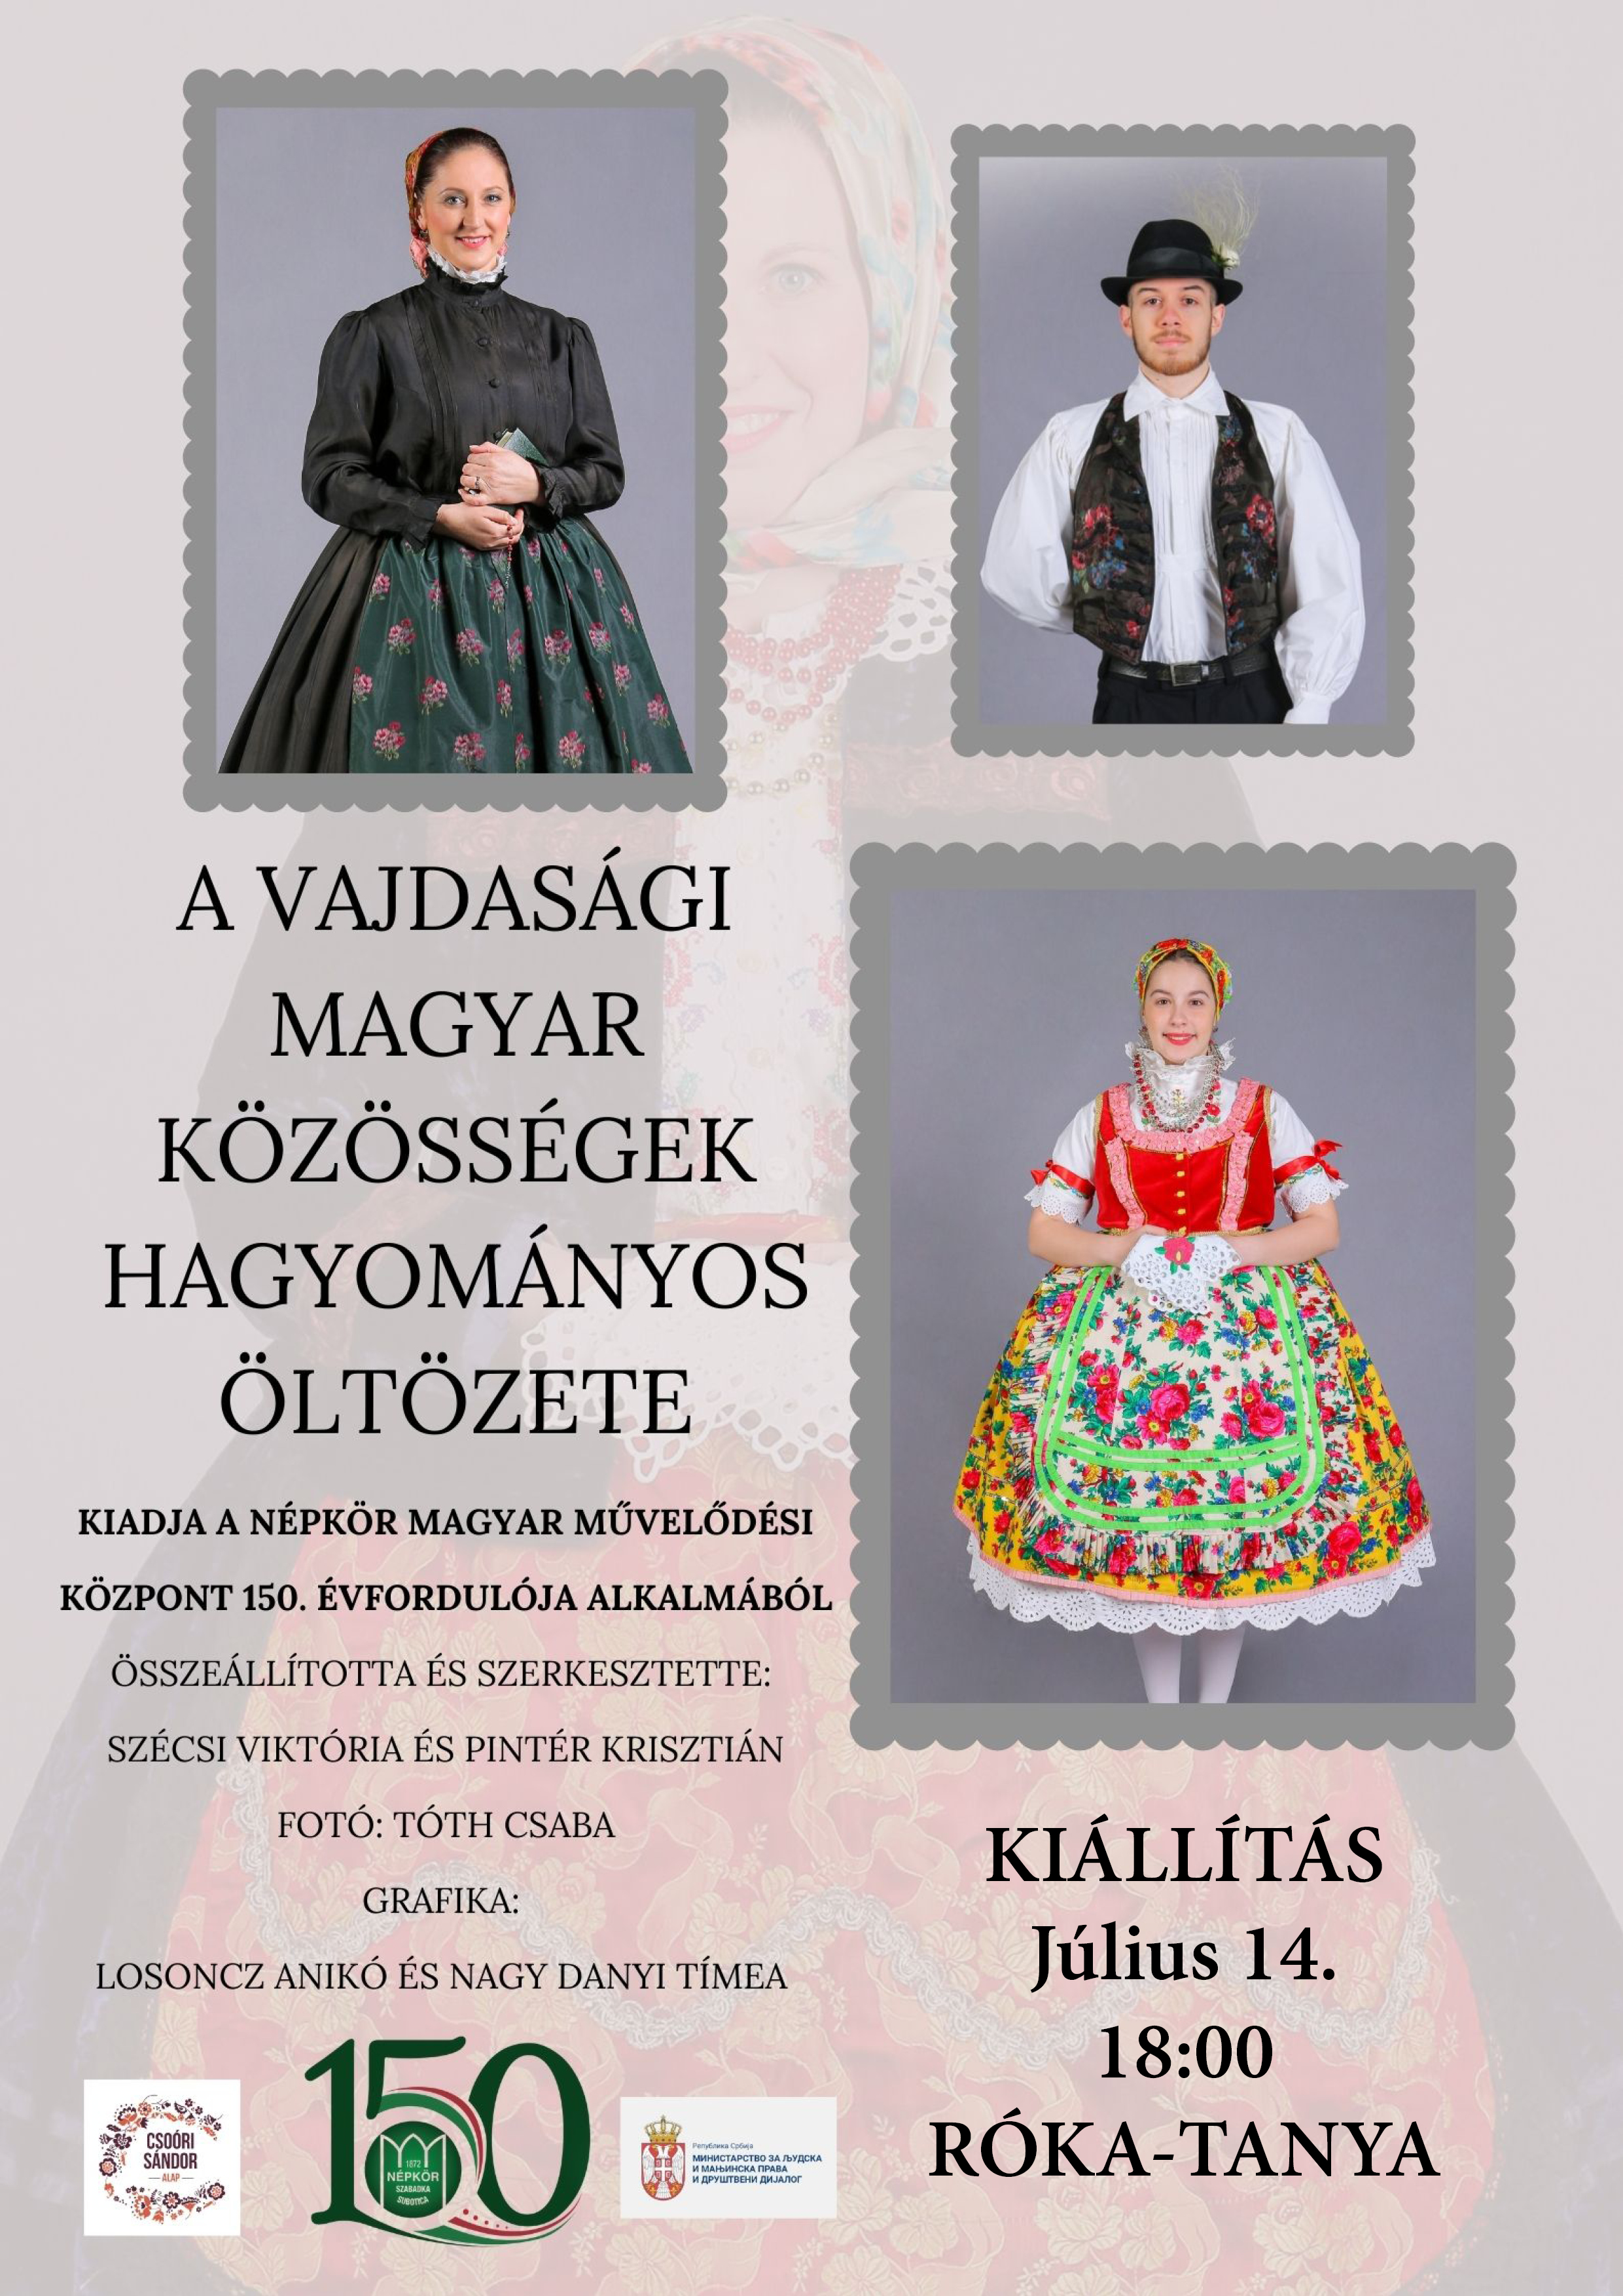 A VAJDASÁGI
MAGYAR
KÖZÖSSÉGEK
HAGYOMÁNYOS
ÖLTÖZETE
KIADJA A NÉPKÖR MAGYAR MŰVELŐDÉSI
KÖZPONT 150. ÉVFORDULÓJA ALKALMÁBÓL
ÖSSZEÁLLÍTOTTA ÉS SZERKESZTETTE:
SZÉCSI VIKTÓRIA ÉS PINTÉR KRISZTIÁN
FOTÓ: TÓTH CSABA
GRAFIKA:
LOSONCZ ANIKÓ ÉS NAGY DANYI TÍMEA
KIÁLLÍTÁS
Július 14.
18:00
RÓKA-TANYA
CSOÓRI
SÁNDOR
ALAP
150
1872
NÉPKÖR
SZABADKA
SUBOTICA
Република Србија
МИНИСТАРСТВО ЗА ЉУДСКА
И МАЊИНСКА ПРАВА
И ДРУШТВЕНИ ДИЈАЛОГ